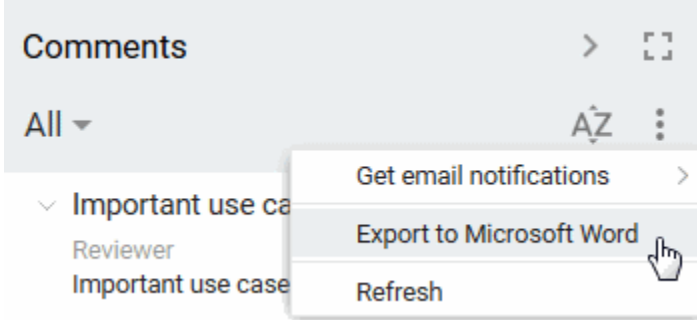 Comments
All
AZ
Get email notifications
Important use ca
Export to Microsoft Word
Reviewer
Important use case
Refresh